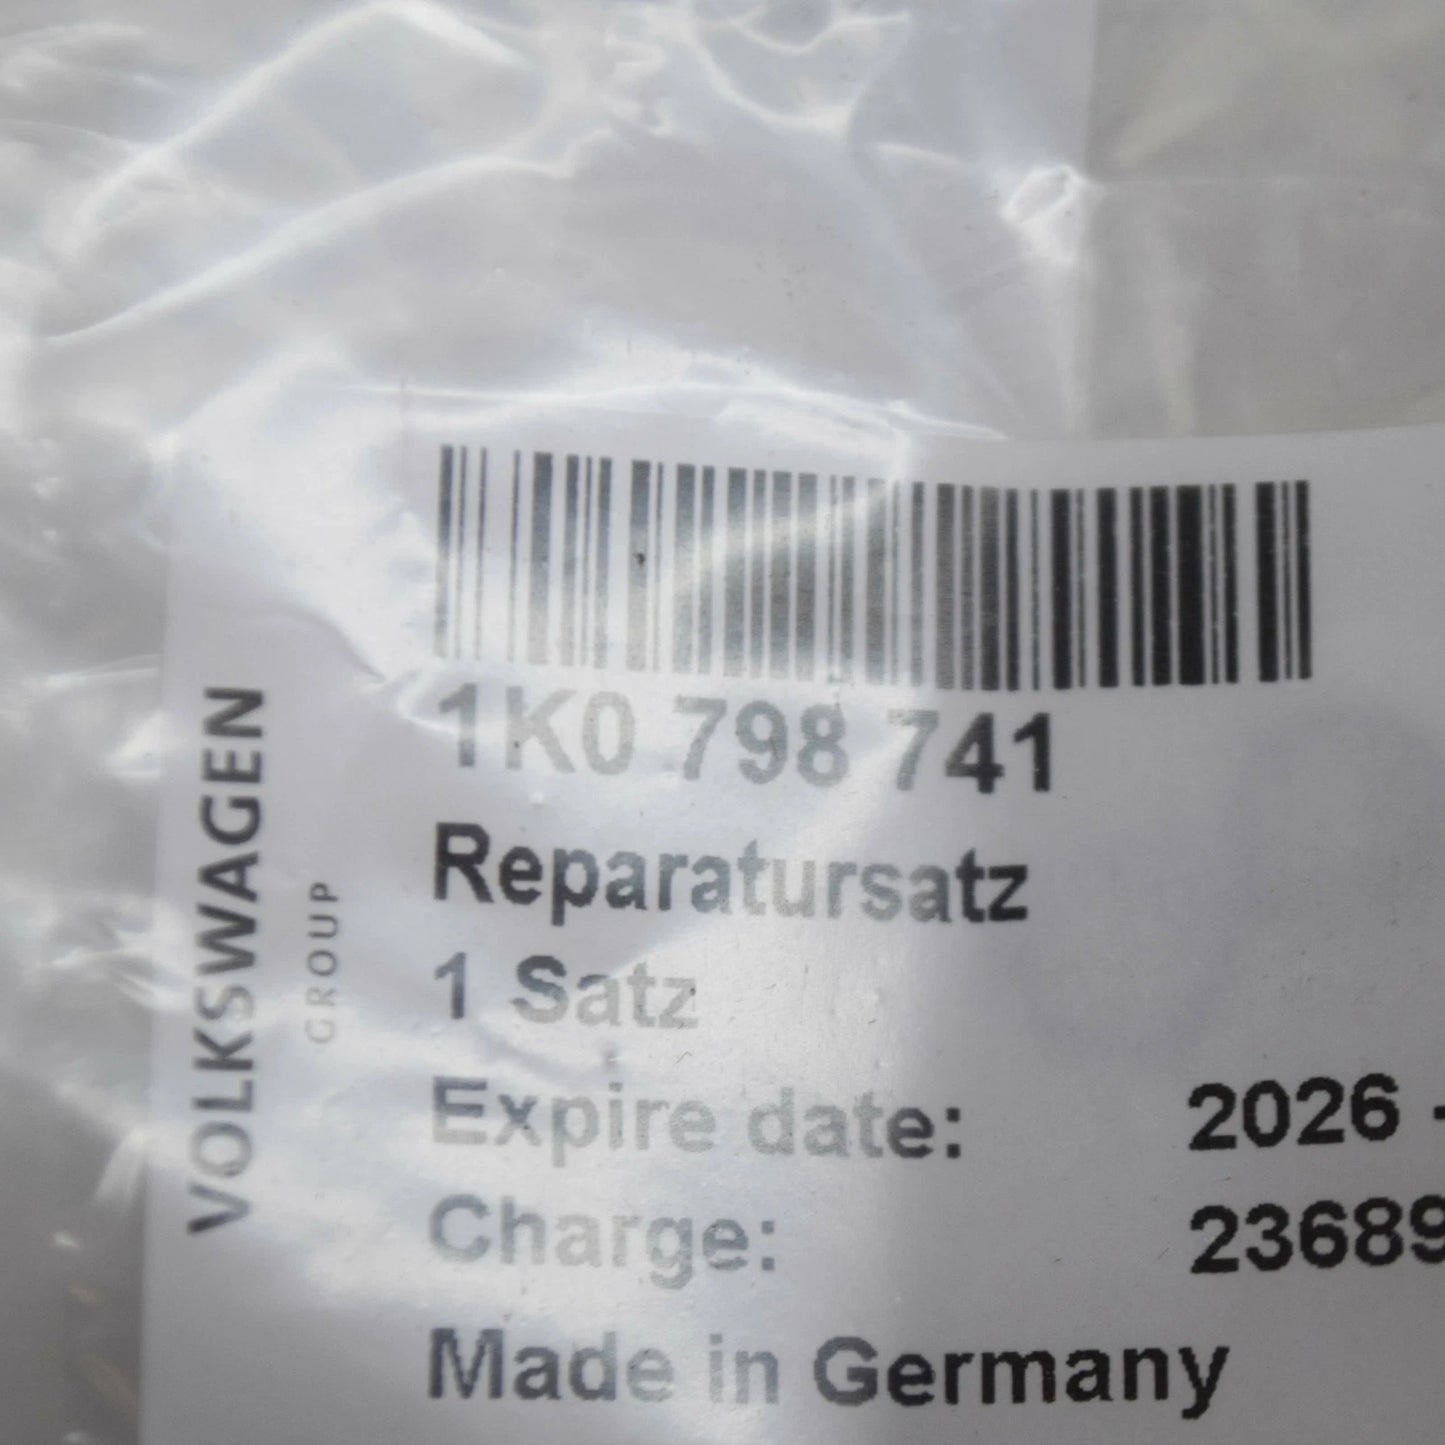 1K0 798 741
Reparatursatz
1 Satz
Expire date: 2026 -
Charge: 23689
Made in Germany
VOLKSWAGEN
GROUP